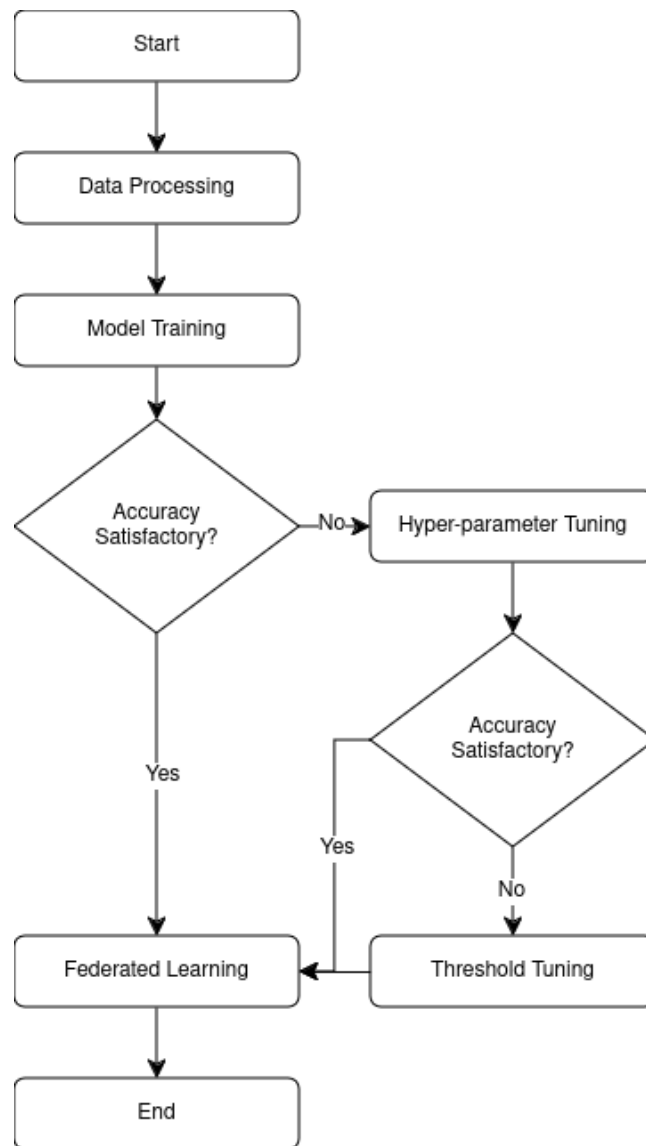 Start
Data Processing
Model Training
Accuracy
Satisfactory?
No
Hyper-parameter Tuning
Accuracy
Satisfactory?
Yes
Yes
No
Federated Learning
Threshold Tuning
End